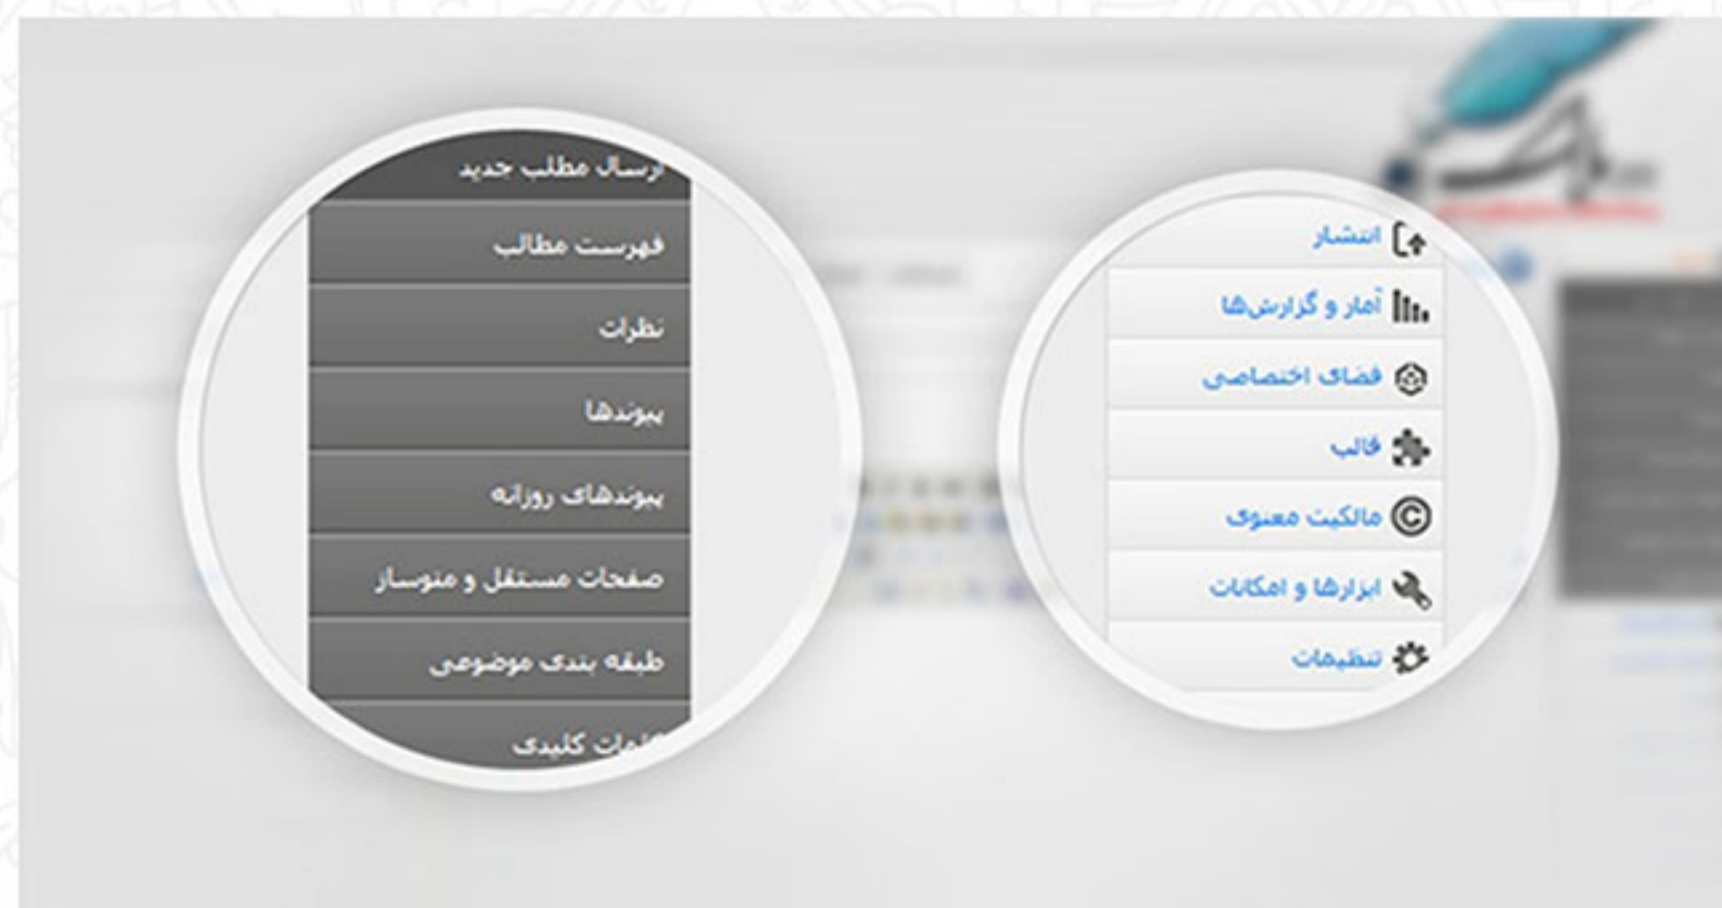 انتشار
آمار و گزارش‌ها
فضای اختصاصی
قالب
مالکیت معنوی
ابزارها و امکانات
تنظیمات
ارسال مطلب جدید
فهرست مطالب
نظرات
پیوندها
پیوندهای روزانه
صفحات مستقل و منوساز
طبقه بندی موضوعی
کلمات کلیدی